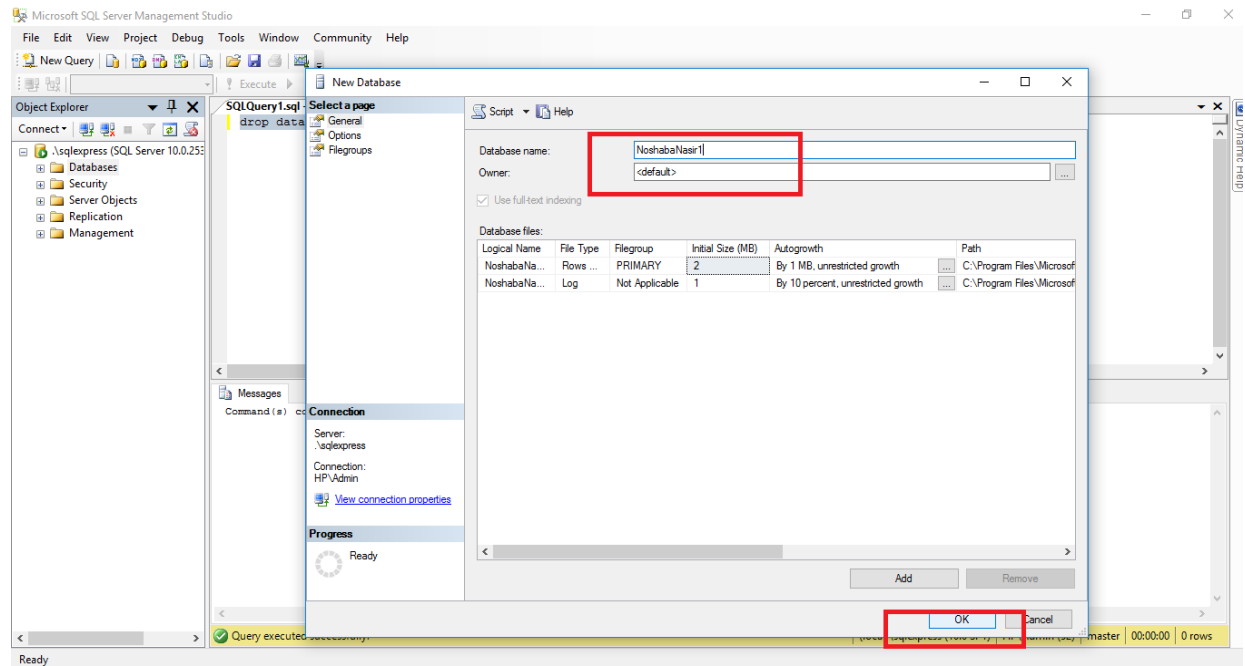 Microsoft SQL Server Management Studio
File Edit View Project Debug Tools Window Community Help
New Query
Execute
Object Explorer
Connect
.\sqlexpress (SQL Server 10.0.253
Databases
Security
Server Objects
Replication
Management
SQLQuery1.sql -
drop data
Messages
Command(s) co
New Database
Select a page
General
Options
Filegroups
Script Help
Database name: NoshabaNasir1
Owner: <default> ...
Use full-text indexing
Database files:
Logical Name File Type Filegroup Initial Size (MB) Autogrowth Path
NoshabaNa... Rows ... PRIMARY 2 By 1 MB, unrestricted growth ... C:\Program Files\Microsoft
NoshabaNa... Log Not Applicable 1 By 10 percent, unrestricted growth ... C:\Program Files\Microsof
Connection
Server:
.\sqlexpress
Connection:
HP\Admin
View connection properties
Progress
Ready
Add Remove
OK Cancel
Dynamic Help
Query executed successfully. master 00:00:00 0 rows
Ready